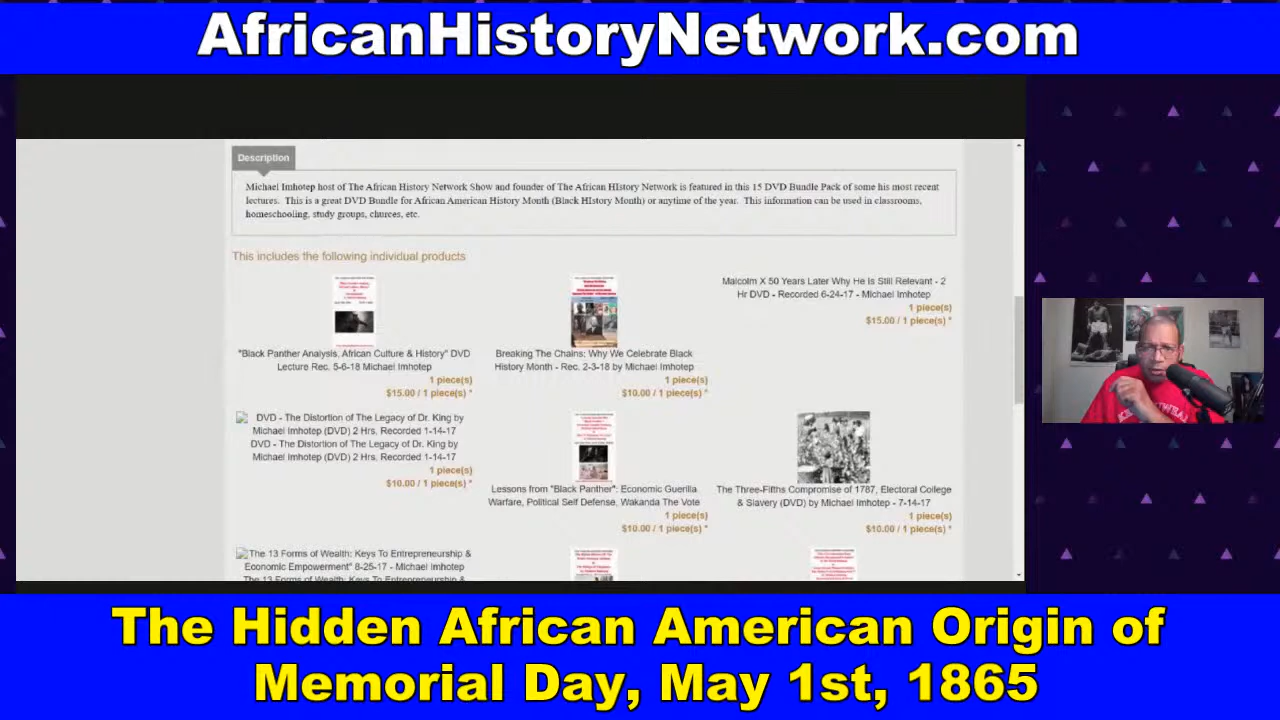 AfricanHistoryNetwork.com
Description
Michael Imhotep host of The African History Network Show and founder of The African HIstory Network is featured in this 15 DVD Bundle Pack of some his most recent
lectures. This is a great DVD Bundle for African American History Month (Black HIstory Month) or anytime of the year. This information can be used in classrooms,
homeschooling, study groups, churces, etc.
This includes the following individual products
"Black Panther Analysis, African Culture & History" DVD
Lecture Rec. 5-6-18 Michael Imhotep
1 piece(s)
$15.00 / 1 piece(s) *
Breaking The Chains: Why We Celebrate Black
History Month - Rec. 2-3-18 by Michael Imhotep
1 piece(s)
$10.00 / 1 piece(s) *
Malcolm X 50 Years Later Why He Is Still Relevant - 2
Hr DVD - Recorded 6-24-17 - Michael Imhotep
1 piece(s)
$15.00 / 1 piece(s) *
DVD - The Distortion of The Legacy of Dr. King by
Michael Imhotep (DVD) 2 Hrs. Recorded 1-14-17
DVD - The Distortion of The Legacy of Dr. King by
Michael Imhotep (DVD) 2 Hrs. Recorded 1-14-17
1 piece(s)
$10.00 / 1 piece(s) *
Lessons from "Black Panther": Economic Guerilla
Warfare, Political Self Defense, Wakanda The Vote
1 piece(s)
$10.00 / 1 piece(s) *
The Three-Fifths Compromise of 1787, Electoral College
& Slavery (DVD) by Michael Imhotep - 7-14-17
1 piece(s)
$10.00 / 1 piece(s) *
The 13 Forms of Wealth: Keys To Entrepreneurship &
Economic Empowerment" 8-25-17 - Michael Imhotep
The 13 Forms of Wealth: Keys To Entrepreneurship &
The Hidden African American Origin of
Memorial Day, May 1st, 1865